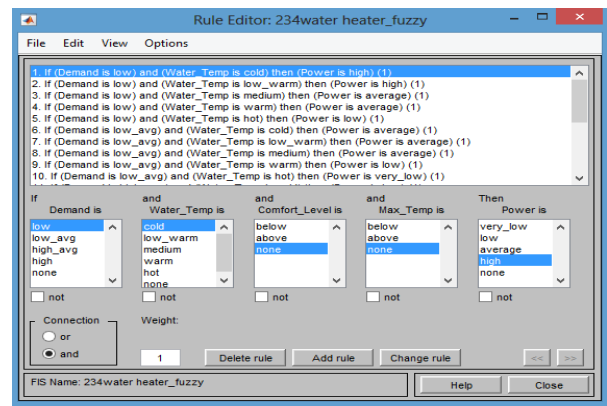 Rule Editor: 234water heater_fuzzy
File Edit View Options
1. If (Demand is low) and (Water_Temp is cold) then (Power is high) (1)
2. If (Demand is low) and (Water_Temp is low_warm) then (Power is high) (1)
3. If (Demand is low) and (Water_Temp is medium) then (Power is average) (1)
4. If (Demand is low) and (Water_Temp is warm) then (Power is average) (1)
5. If (Demand is low) and (Water_Temp is hot) then (Power is low) (1)
6. If (Demand is low_avg) and (Water_Temp is cold) then (Power is average) (1)
7. If (Demand is low_avg) and (Water_Temp is low_warm) then (Power is average) (1)
8. If (Demand is low_avg) and (Water_Temp is medium) then (Power is average) (1)
9. If (Demand is low_avg) and (Water_Temp is warm) then (Power is low) (1)
10. If (Demand is low_avg) and (Water_Temp is hot) then (Power is very_low) (1)
If and and and Then
Demand is Water_Temp is Comfort_Level is Max_Temp is Power is
low cold below below very_low
low_avg low_warm above above low
high_avg medium none none average
high warm high
none hot none
none
not not not not not
Connection Weight:
or
and 1 Delete rule Add rule Change rule << >>
FIS Name: 234water heater_fuzzy Help Close